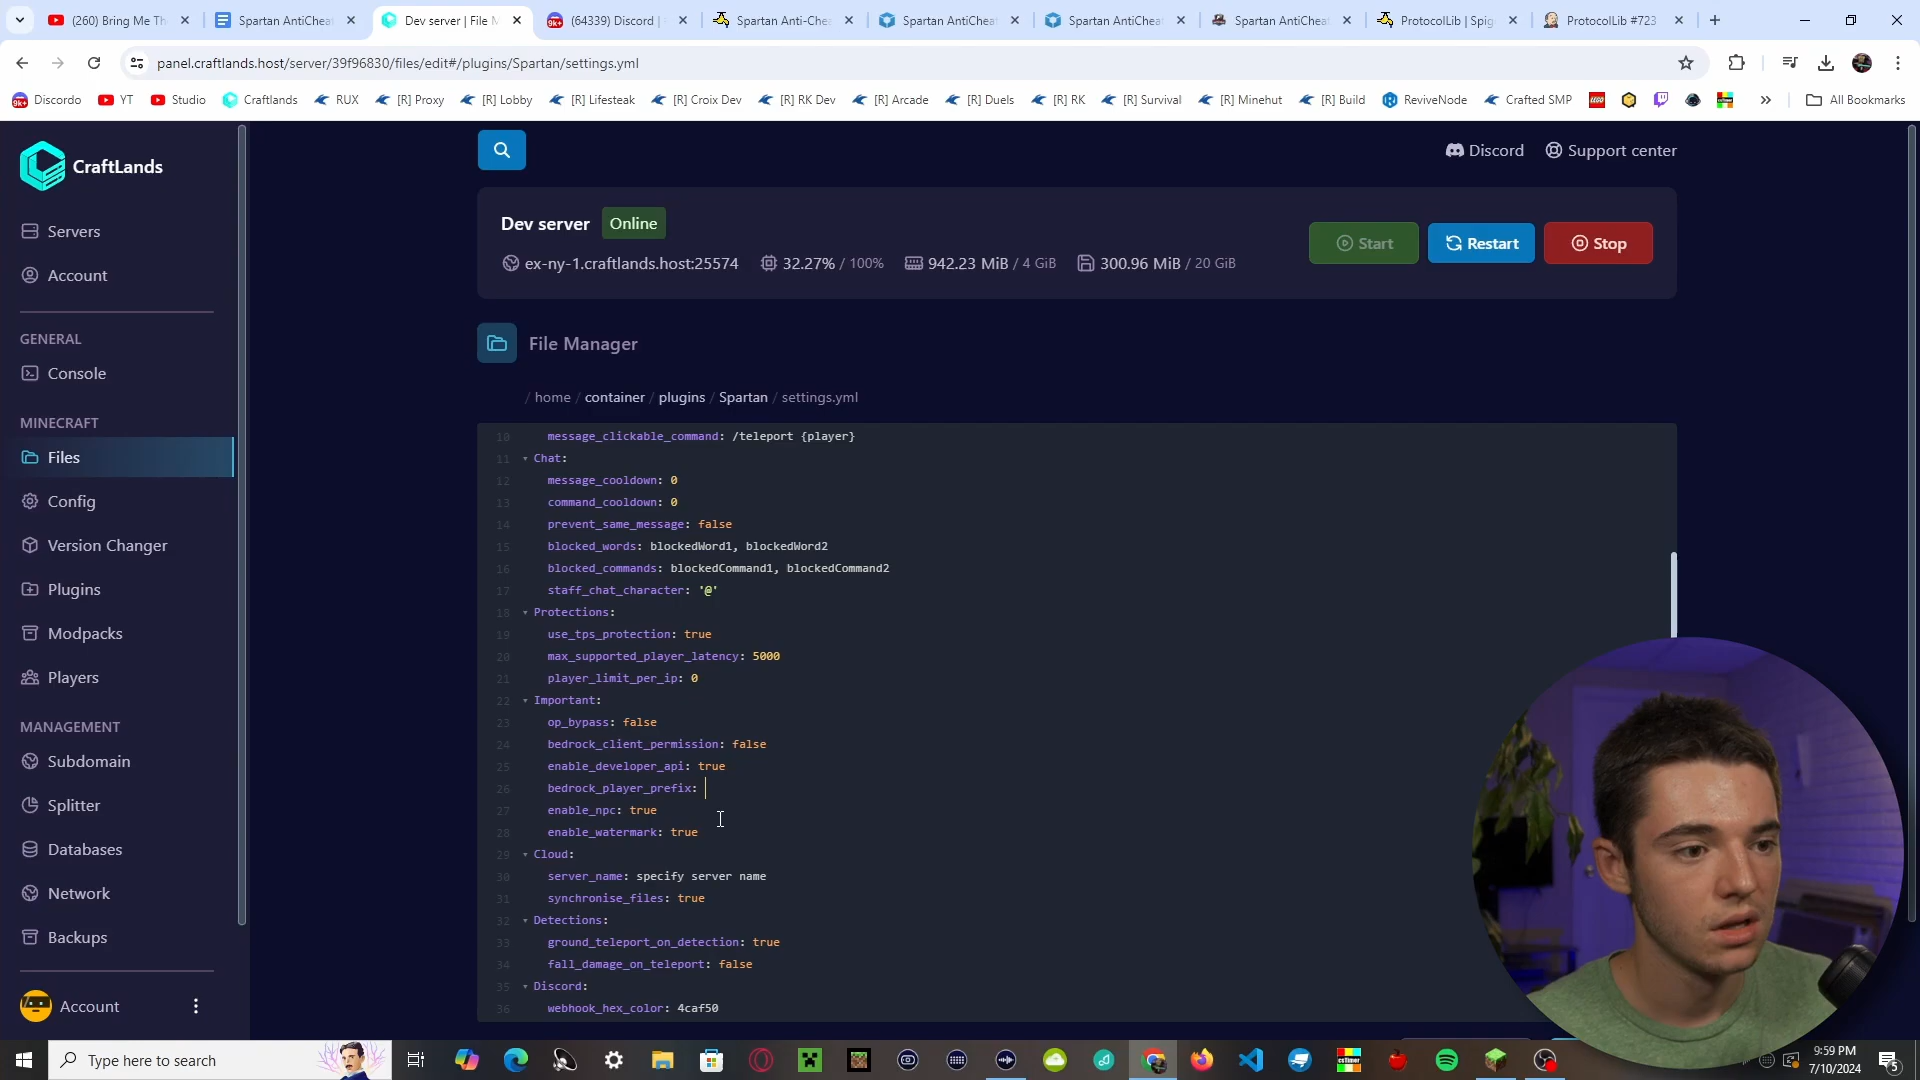 (260) Bring Me Th
Spartan AntiChea
Dev server | File M
(64339) Discord |
Spartan Anti-Chea
Spartan AntiChea
Spartan AntiChea
Spartan AntiChea
ProtocolLib | Spig
ProtocolLib #723
panel.craftlands.host/server/39f96830/files/edit#/plugins/Spartan/settings.yml
Discordo
YT
Studio
Craftlands
RUX
[R] Proxy
[R] Lobby
[R] Lifesteak
[R] Croix Dev
[R] RK Dev
[R] Arcade
[R] Duels
[R] RK
[R] Survival
[R] Minehut
[R] Build
ReviveNode
Crafted SMP
All Bookmarks
CraftLands
Discord
Support center
Servers
Account
Dev server
Online
Start
Restart
Stop
ex-ny-1.craftlands.host:25574
32.27% / 100%
942.23 MiB / 4 GiB
300.96 MiB / 20 GiB
GENERAL
Console
File Manager
MINECRAFT
Files
Config
Version Changer
Plugins
Modpacks
Players
MANAGEMENT
Subdomain
Splitter
Databases
Network
Backups
Account
/ home / container / plugins / Spartan / settings.yml
10 message_clickable_command: /teleport {player}
11 Chat:
12 message_cooldown: 0
13 command_cooldown: 0
14 prevent_same_message: false
15 blocked_words: blockedWord1, blockedWord2
16 blocked_commands: blockedCommand1, blockedCommand2
17 staff_chat_character: '@'
18 Protections:
19 use_tps_protection: true
20 max_supported_player_latency: 5000
21 player_limit_per_ip: 0
22 Important:
23 op_bypass: false
24 bedrock_client_permission: false
25 enable_developer_api: true
26 bedrock_player_prefix:
27 enable_npc: true
28 enable_watermark: true
29 Cloud:
30 server_name: specify server name
31 synchronise_files: true
32 Detections:
33 ground_teleport_on_detection: true
34 fall_damage_on_teleport: false
35 Discord:
36 webhook_hex_color: 4caf50
Type here to search
9:59 PM
7/10/2024
5